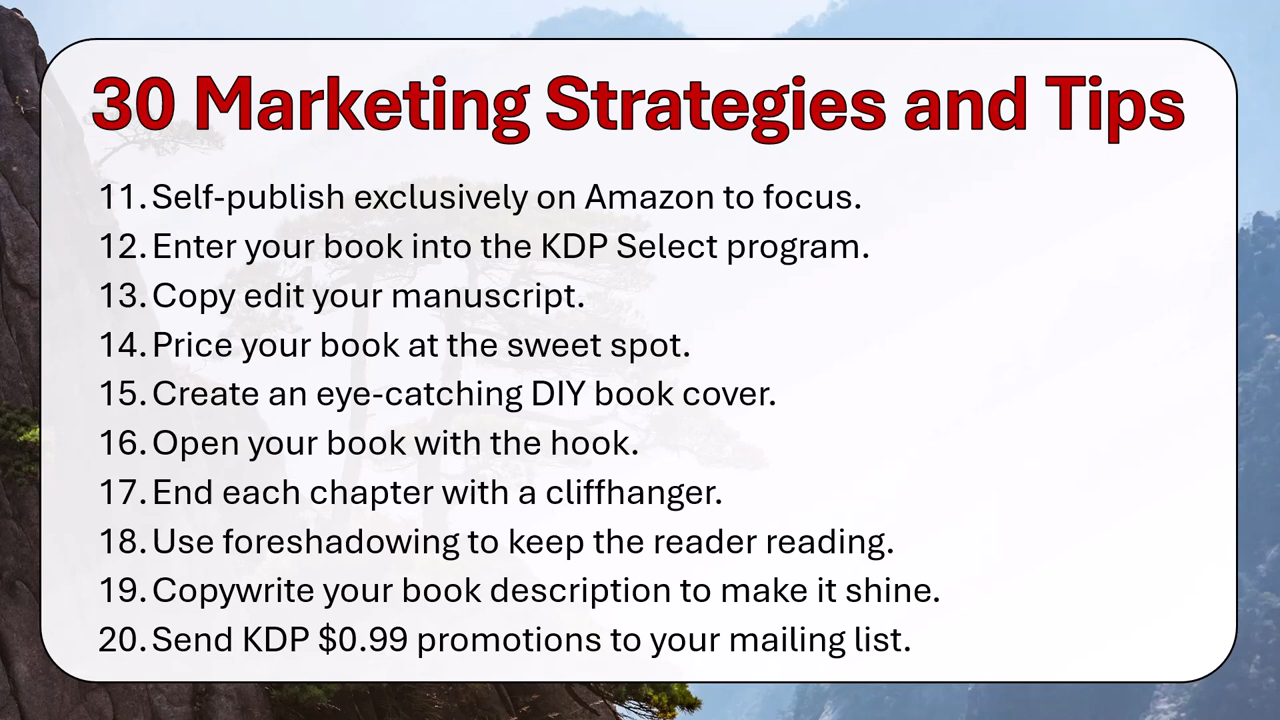 30 Marketing Strategies and Tips
11. Self-publish exclusively on Amazon to focus.
12. Enter your book into the KDP Select program.
13. Copy edit your manuscript.
14. Price your book at the sweet spot.
15. Create an eye-catching DIY book cover.
16. Open your book with the hook.
17. End each chapter with a cliffhanger.
18. Use foreshadowing to keep the reader reading.
19. Copywrite your book description to make it shine.
20. Send KDP $0.99 promotions to your mailing list.